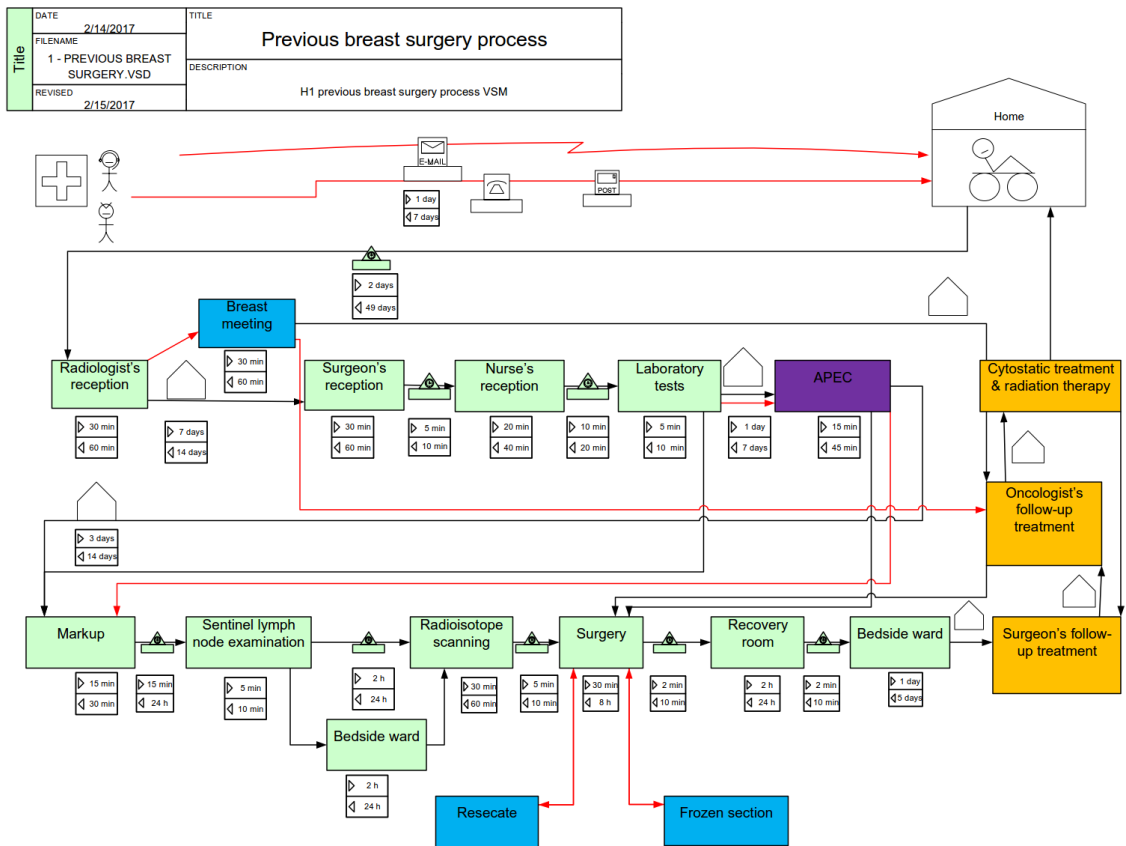 Title
DATE
2/14/2017
FILENAME
1 - PREVIOUS BREAST
SURGERY.VSD
REVISED
2/15/2017
TITLE
Previous breast surgery process
DESCRIPTION
H1 previous breast surgery process VSM
Home
E-MAIL
POST
1 day
7 days
2 days
49 days
Breast
meeting
30 min
60 min
Radiologist's
reception
30 min
60 min
7 days
14 days
Surgeon's
reception
30 min
60 min
5 min
10 min
Nurse's
reception
20 min
40 min
10 min
20 min
Laboratory
tests
5 min
10 min
1 day
7 days
APEC
15 min
45 min
Cytostatic treatment
& radiation therapy
Oncologist's
follow-up
treatment
3 days
14 days
Markup
15 min
30 min
15 min
24 h
Sentinel lymph
node examination
5 min
10 min
2 h
24 h
Bedside ward
2 h
24 h
Radioisotope
scanning
30 min
60 min
5 min
10 min
Surgery
30 min
8 h
2 min
10 min
Recovery
room
2 h
24 h
2 min
10 min
Bedside ward
1 day
5 days
Surgeon's follow-
up treatment
Resecate
Frozen section